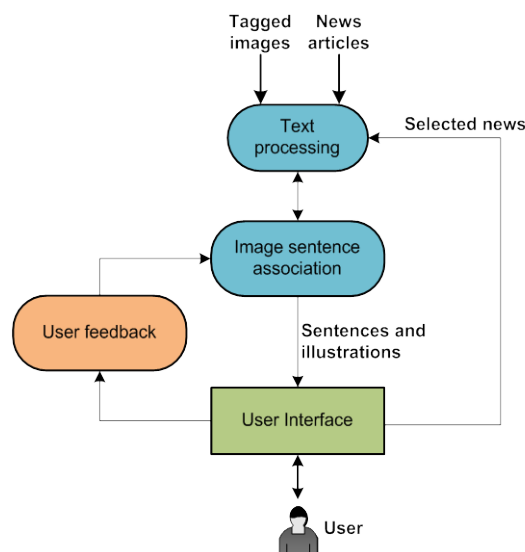 Tagged
images
News
articles
Text
processing
Selected news
Image sentence
association
User feedback
Sentences and
illustrations
User Interface
User